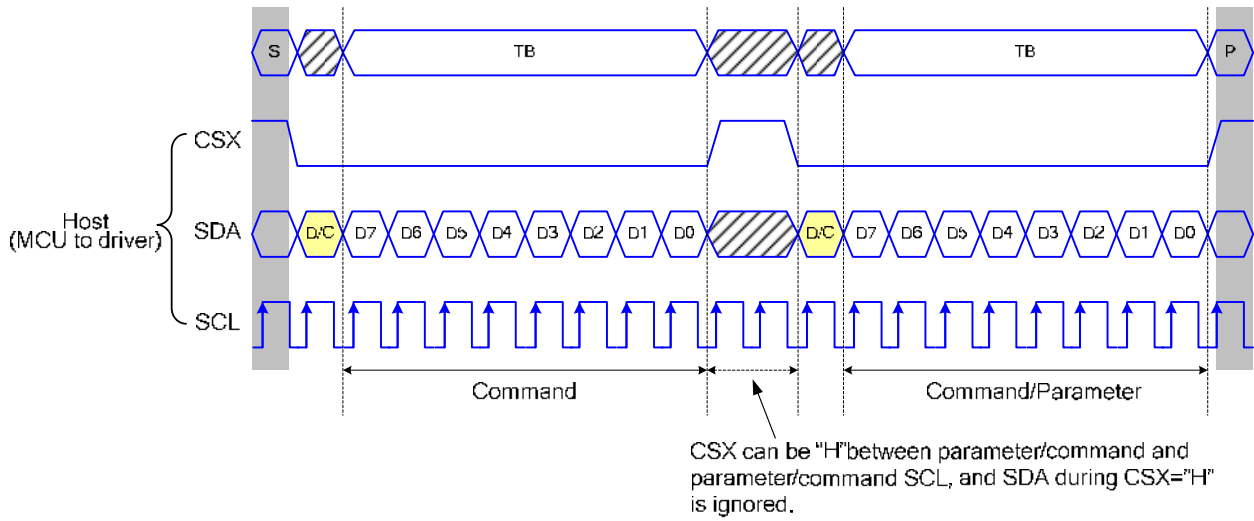 S TB TB P
CSX
Host
(MCU to driver)
SDA D/C D7 D6 D5 D4 D3 D2 D1 D0 D/C D7 D6 D5 D4 D3 D2 D1 D0
SCL
Command Command/Parameter
CSX can be "H"between parameter/command and
parameter/command SCL, and SDA during CSX="H"
is ignored.